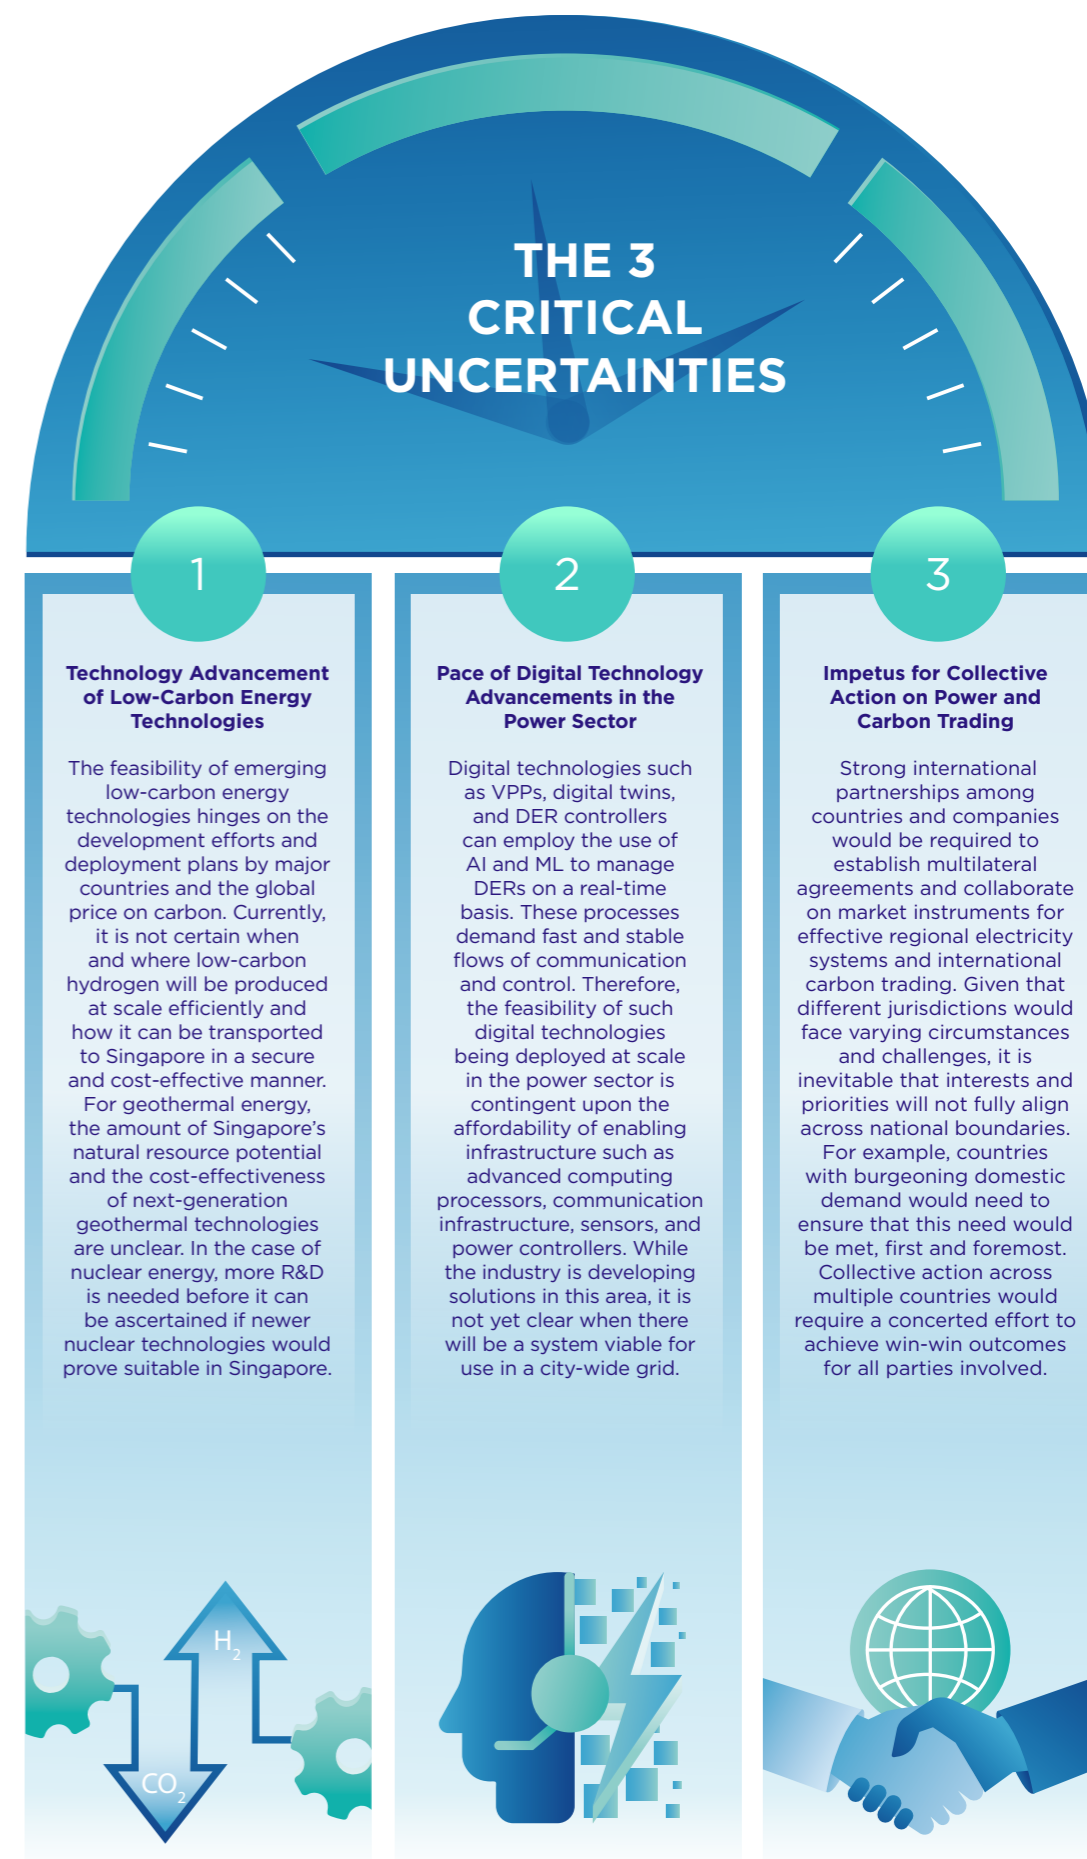 THE 3
CRITICAL
UNCERTAINTIES
1
Technology Advancement
of Low-Carbon Energy
Technologies
The feasibility of emerging
low-carbon energy
technologies hinges on the
development efforts and
deployment plans by major
countries and the global
price on carbon. Currently,
it is not certain when
and where low-carbon
hydrogen will be produced
at scale efficiently and
how it can be transported
to Singapore in a secure
and cost-effective manner.
For geothermal energy,
the amount of Singapore's
natural resource potential
and the cost-effectiveness
of next-generation
geothermal technologies
are unclear. In the case of
nuclear energy, more R&D
is needed before it can
be ascertained if newer
nuclear technologies would
prove suitable in Singapore.
H2
CO2
2
Pace of Digital Technology
Advancements in the
Power Sector
Digital technologies such
as VPPs, digital twins,
and DER controllers
can employ the use of
AI and ML to manage
DERs on a real-time
basis. These processes
demand fast and stable
flows of communication
and control. Therefore,
the feasibility of such
digital technologies
being deployed at scale
in the power sector is
contingent upon the
affordability of enabling
infrastructure such as
advanced computing
processors, communication
infrastructure, sensors, and
power controllers. While
the industry is developing
solutions in this area, it is
not yet clear when there
will be a system viable for
use in a city-wide grid.
3
Impetus for Collective
Action on Power and
Carbon Trading
Strong international
partnerships among
countries and companies
would be required to
establish multilateral
agreements and collaborate
on market instruments for
effective regional electricity
systems and international
carbon trading. Given that
different jurisdictions would
face varying circumstances
and challenges, it is
inevitable that interests and
priorities will not fully align
across national boundaries.
For example, countries
with burgeoning domestic
demand would need to
ensure that this need would
be met, first and foremost.
Collective action across
multiple countries would
require a concerted effort to
achieve win-win outcomes
for all parties involved.